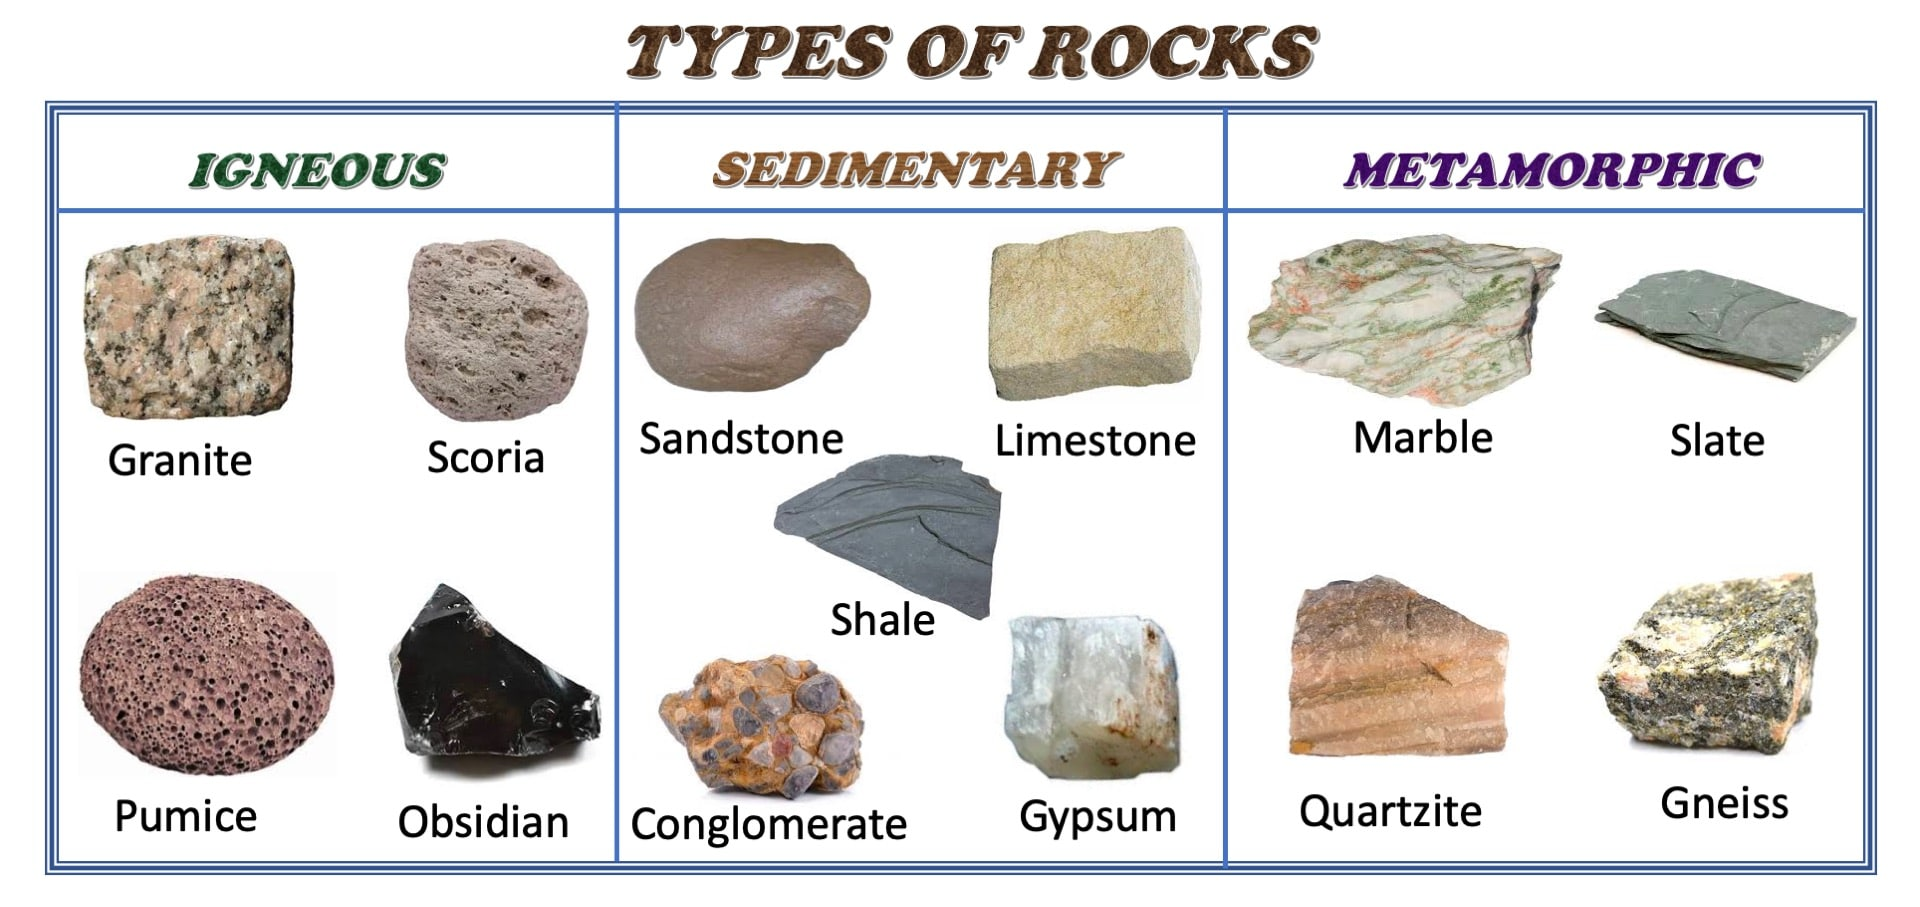 TYPES OF ROCKS
IGNEOUS
SEDIMENTARY
METAMORPHIC
Granite
Scoria
Pumice
Obsidian
Sandstone
Limestone
Shale
Conglomerate
Gypsum
Marble
Slate
Quartzite
Gneiss